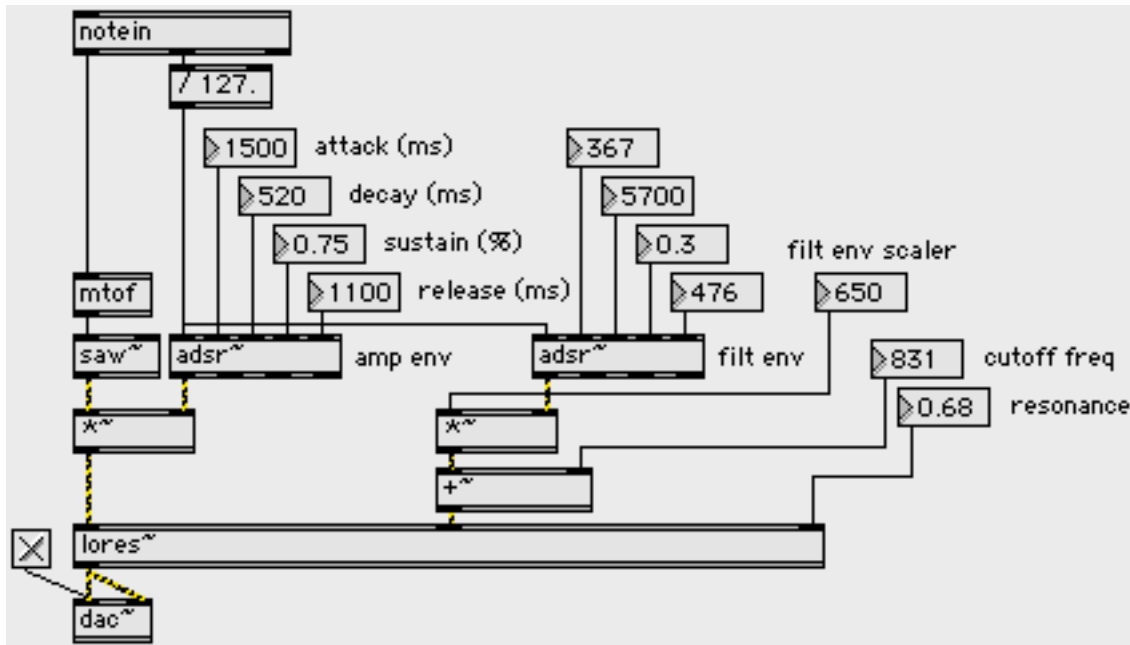 notein
/ 127.
1500 attack (ms)
367
520 decay (ms)
5700
0.75 sustain (%)
0.3
filt env scaler
mtof
1100 release (ms)
476
650
saw~
adsr~ amp env
adsr~ filt env
831 cutoff freq
0.68 resonance
*~
*~
+~
lores~
dac~